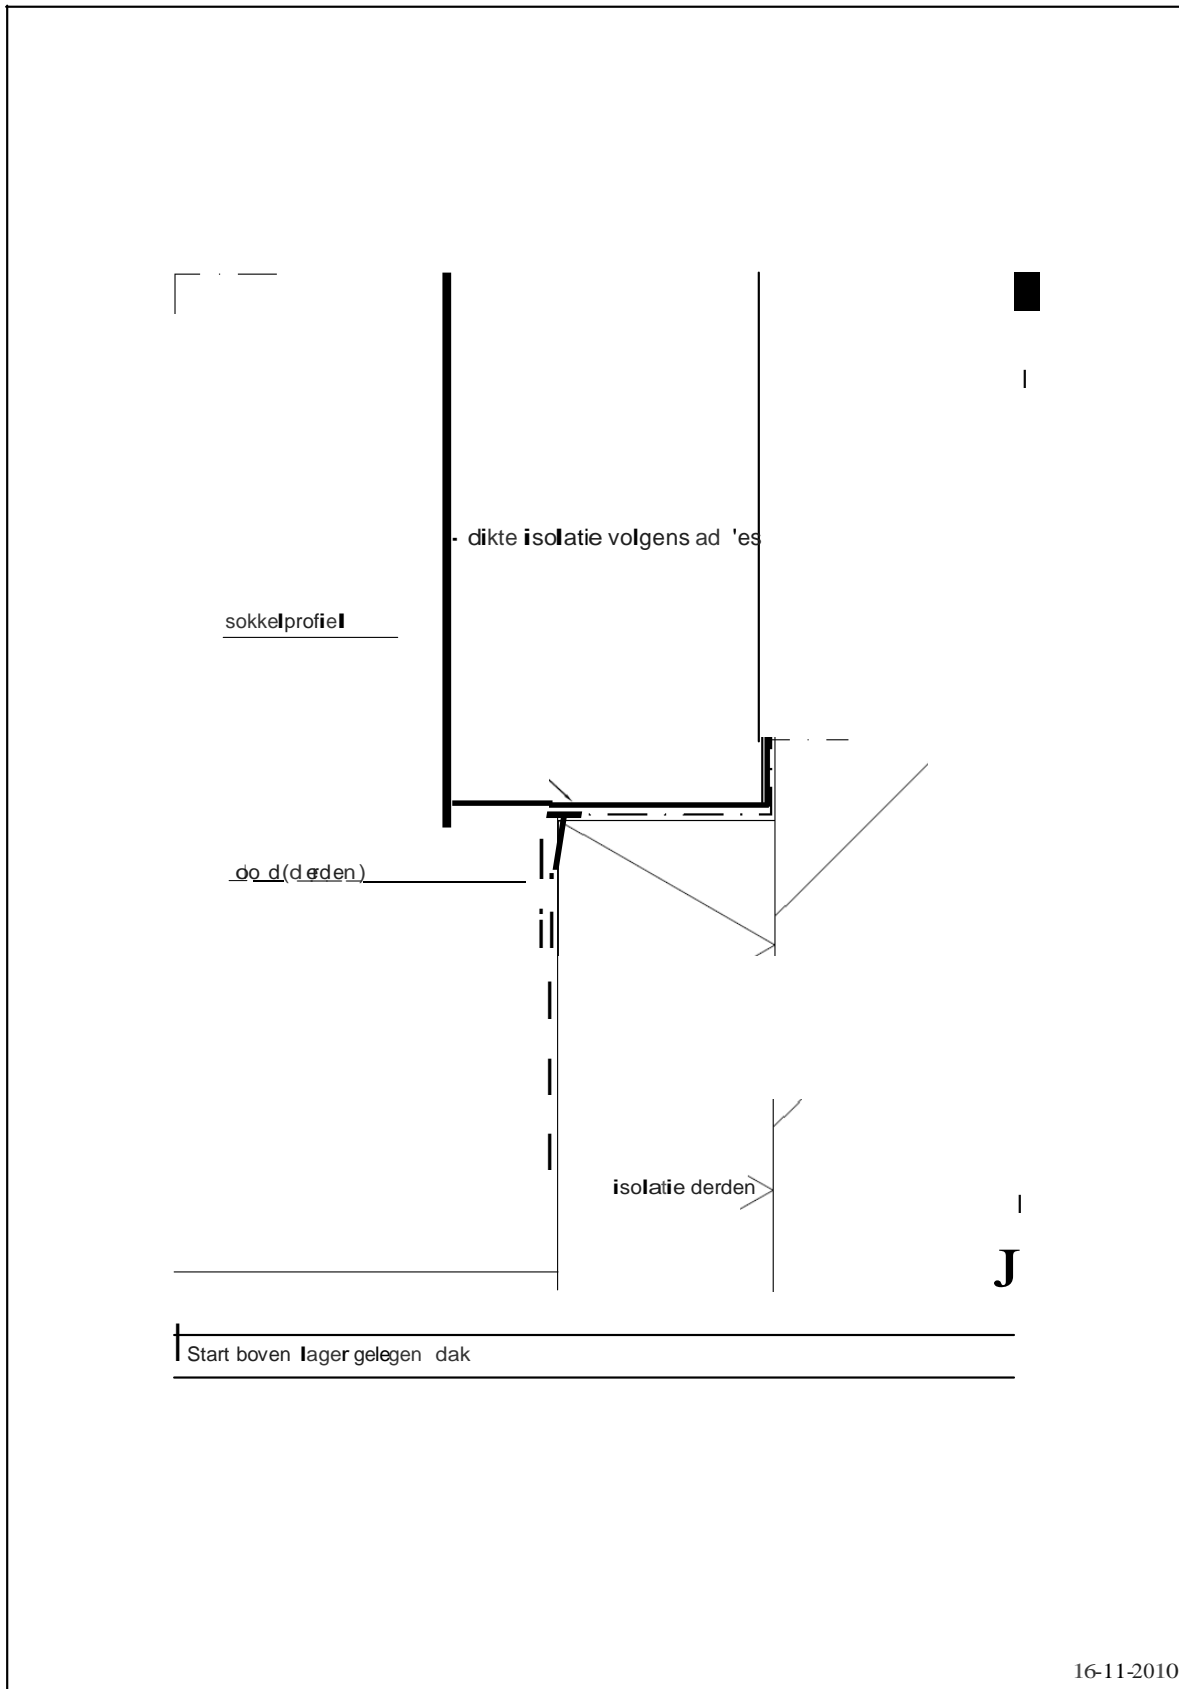 dikte isolatie volgens ad 'es
sokkelprofiel
(derden)
isolatie derden
Start boven lager gelegen dak
16-11-2010